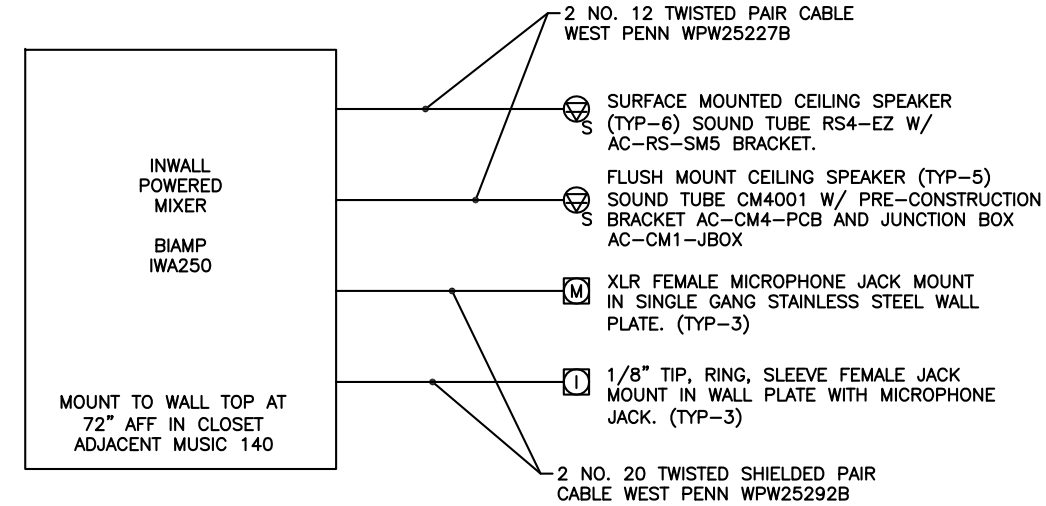 2 NO. 12 TWISTED PAIR CABLE
WEST PENN WPW25227B
INWALL
POWERED
MIXER
BIAMP
IWA250
MOUNT TO WALL TOP AT
72" AFF IN CLOSET
ADJACENT MUSIC 140
S
SURFACE MOUNTED CEILING SPEAKER
(TYP-6) SOUND TUBE RS4-EZ W/
AC-RS-SM5 BRACKET.
S
FLUSH MOUNT CEILING SPEAKER (TYP-5)
SOUND TUBE CM4001 W/ PRE-CONSTRUCTION
BRACKET AC-CM4-PCB AND JUNCTION BOX
AC-CM1-JBOX
M
XLR FEMALE MICROPHONE JACK MOUNT
IN SINGLE GANG STAINLESS STEEL WALL
PLATE. (TYP-3)
I
1/8" TIP, RING, SLEEVE FEMALE JACK
MOUNT IN WALL PLATE WITH MICROPHONE
JACK. (TYP-3)
2 NO. 20 TWISTED SHIELDED PAIR
CABLE WEST PENN WPW25292B